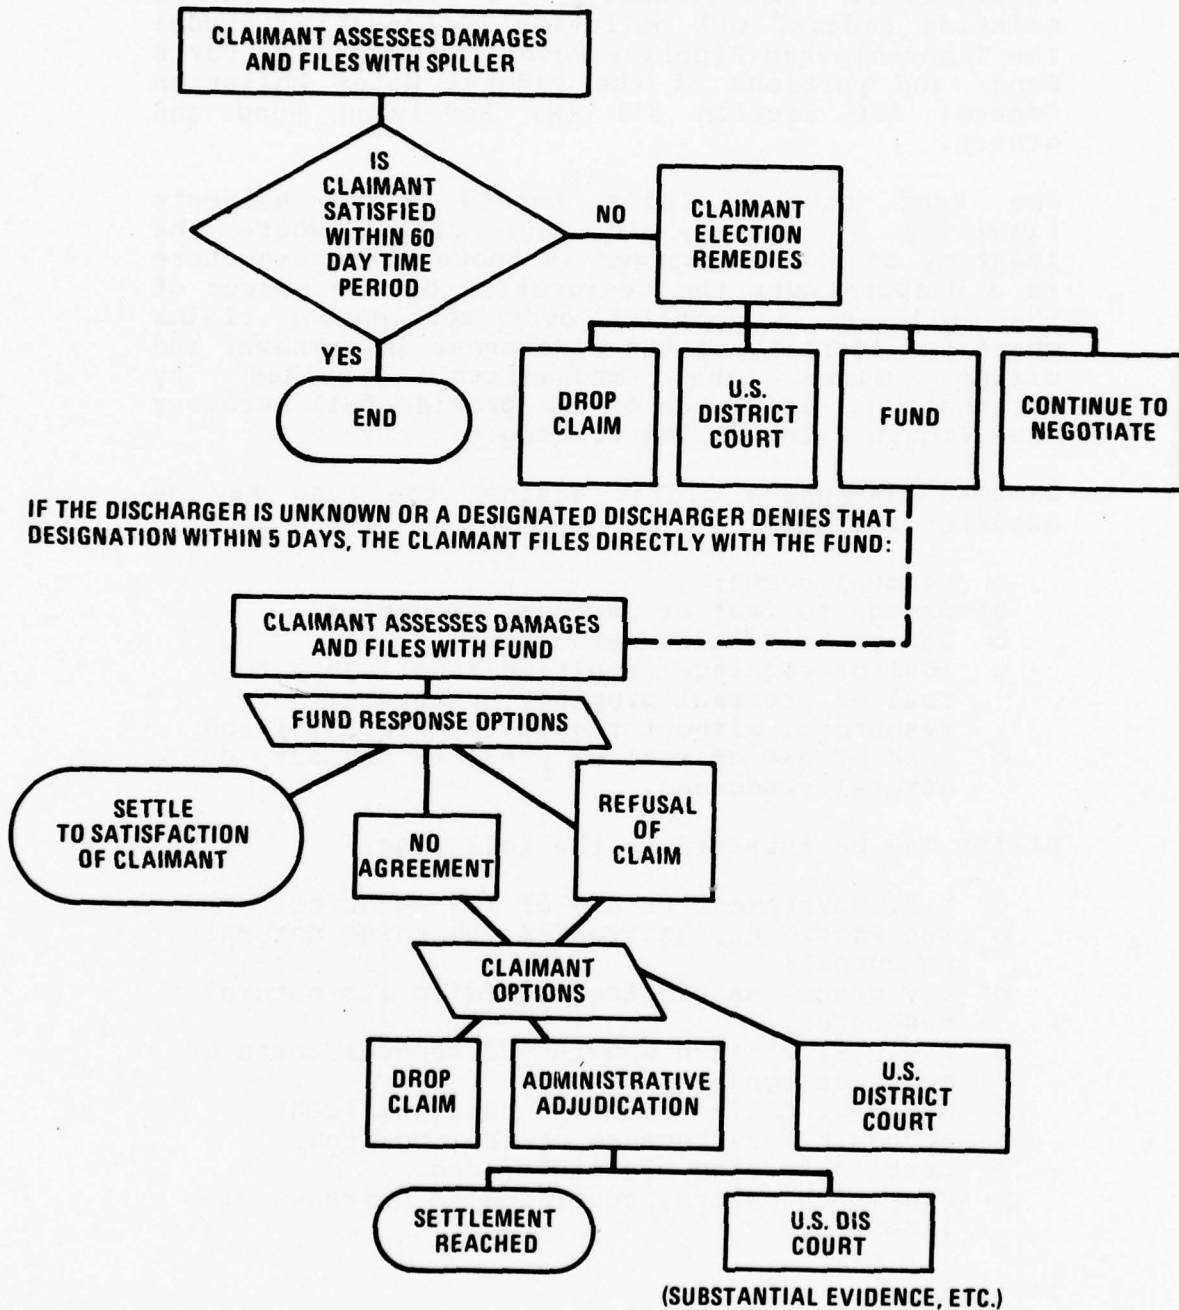 CLAIMANT ASSESSES DAMAGES
AND FILES WITH SPILLER
IS
CLAIMANT
SATISFIED
WITHIN 60
DAY TIME
PERIOD
NO
CLAIMANT
ELECTION
REMEDIES
YES
END
DROP
CLAIM
U.S.
DISTRICT
COURT
FUND
CONTINUE TO
NEGOTIATE
IF THE DISCHARGER IS UNKNOWN OR A DESIGNATED DISCHARGER DENIES THAT
DESIGNATION WITHIN 5 DAYS, THE CLAIMANT FILES DIRECTLY WITH THE FUND:
CLAIMANT ASSESSES DAMAGES
AND FILES WITH FUND
FUND RESPONSE OPTIONS
SETTLE
TO SATISFACTION
OF CLAIMANT
NO
AGREEMENT
REFUSAL
OF
CLAIM
CLAIMANT
OPTIONS
DROP
CLAIM
ADMINISTRATIVE
ADJUDICATION
U.S.
DISTRICT
COURT
SETTLEMENT
REACHED
U.S. DIS
COURT
(SUBSTANTIAL EVIDENCE, ETC.)